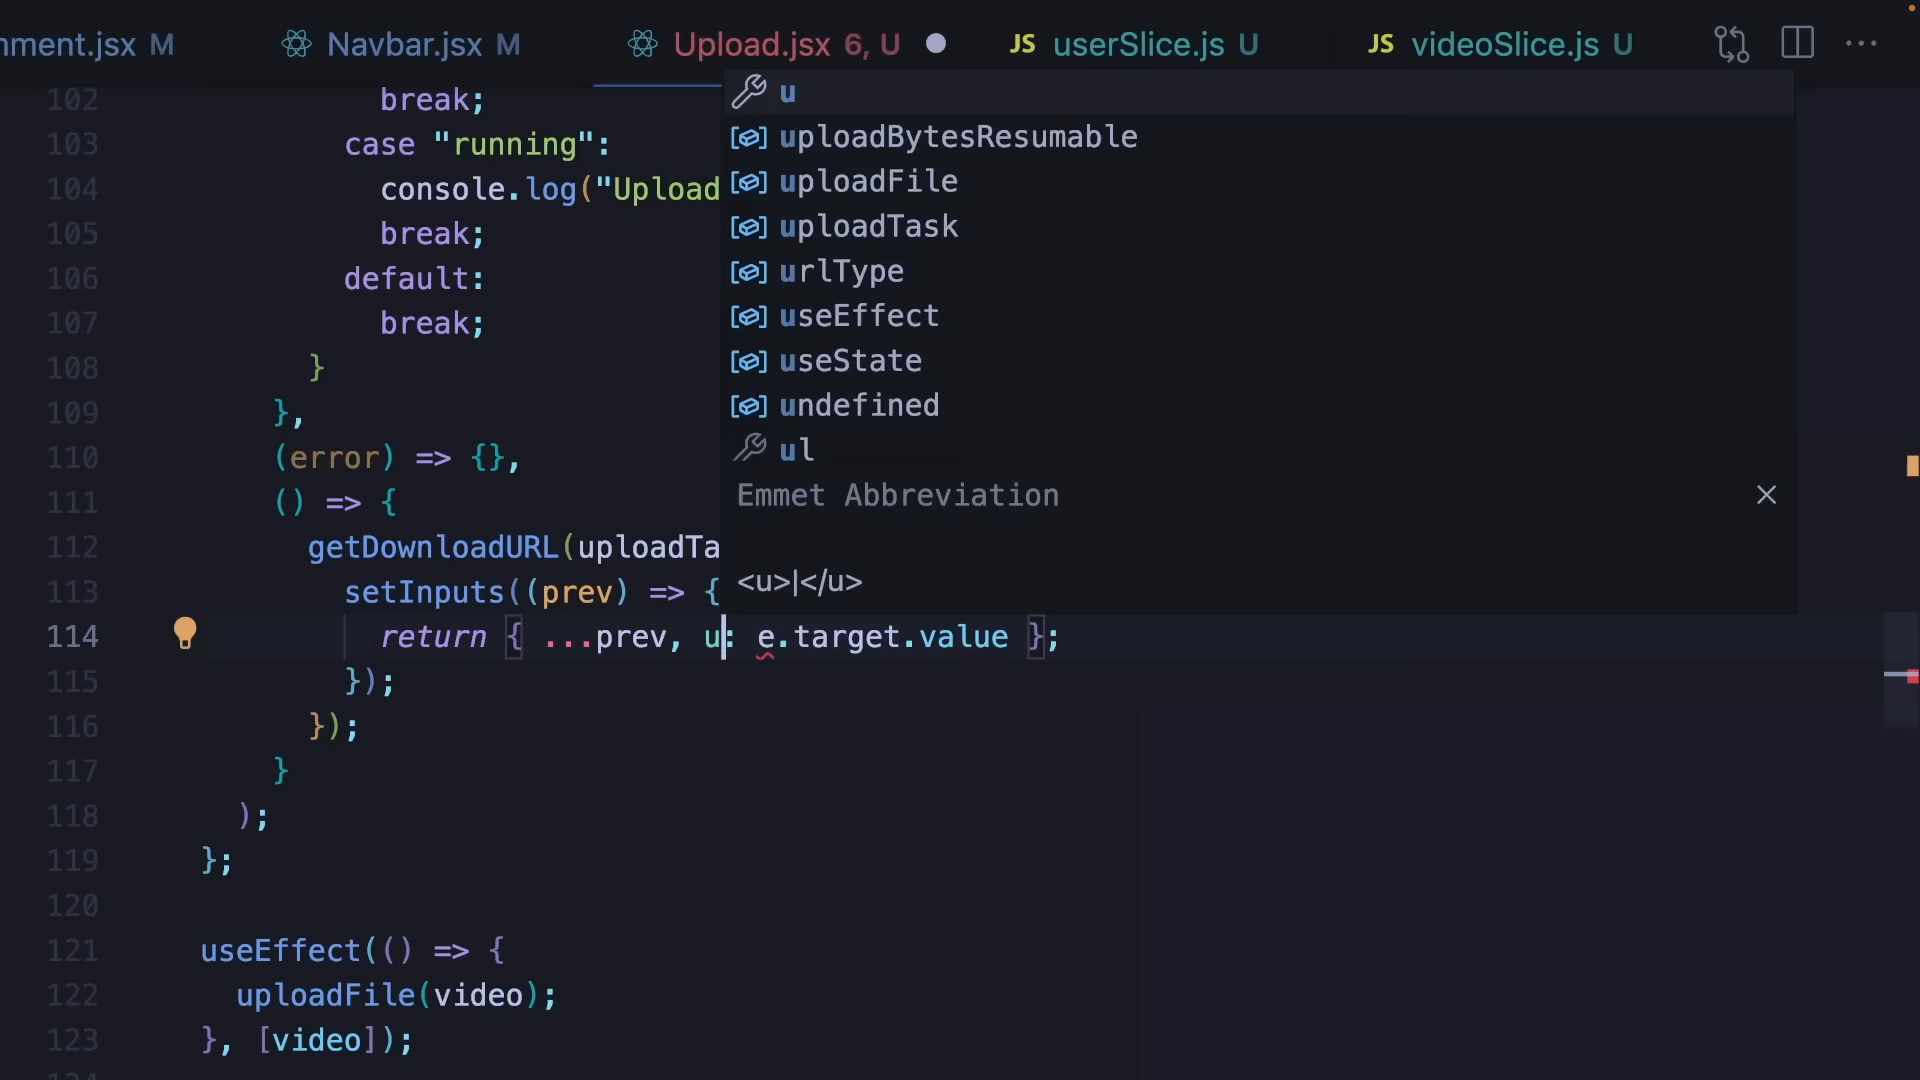 mment.jsx M Navbar.jsx M Upload.jsx 6, U JS userSlice.js U JS videoSlice.js U
102 break;
103 case "running":
104 console.log("Upload
105 break;
106 default:
107 break;
108 }
109 },
110 (error) => {},
111 () => {
112 getDownloadURL(uploadTa
113 setInputs((prev) => {
114 return { ...prev, u: e.target.value };
115 });
116 });
117 }
118 );
119 };
120
121 useEffect(() => {
122 uploadFile(video);
123 }, [video]);
u
uploadBytesResumable
uploadFile
uploadTask
urlType
useEffect
useState
undefined
ul
Emmet Abbreviation
<u>|</u>